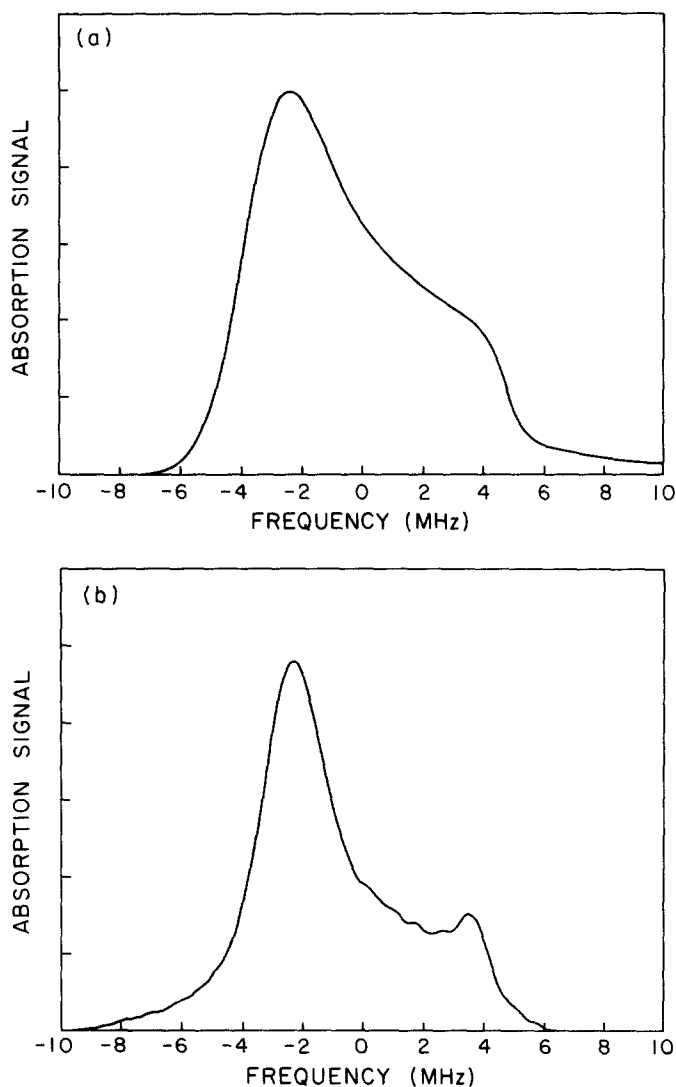 (a)
ABSORPTION SIGNAL
-10 -8 -6 -4 -2 0 2 4 6 8 10
FREQUENCY (MHz)
(b)
ABSORPTION SIGNAL
-10 -8 -6 -4 -2 0 2 4 6 8 10
FREQUENCY (MHz)